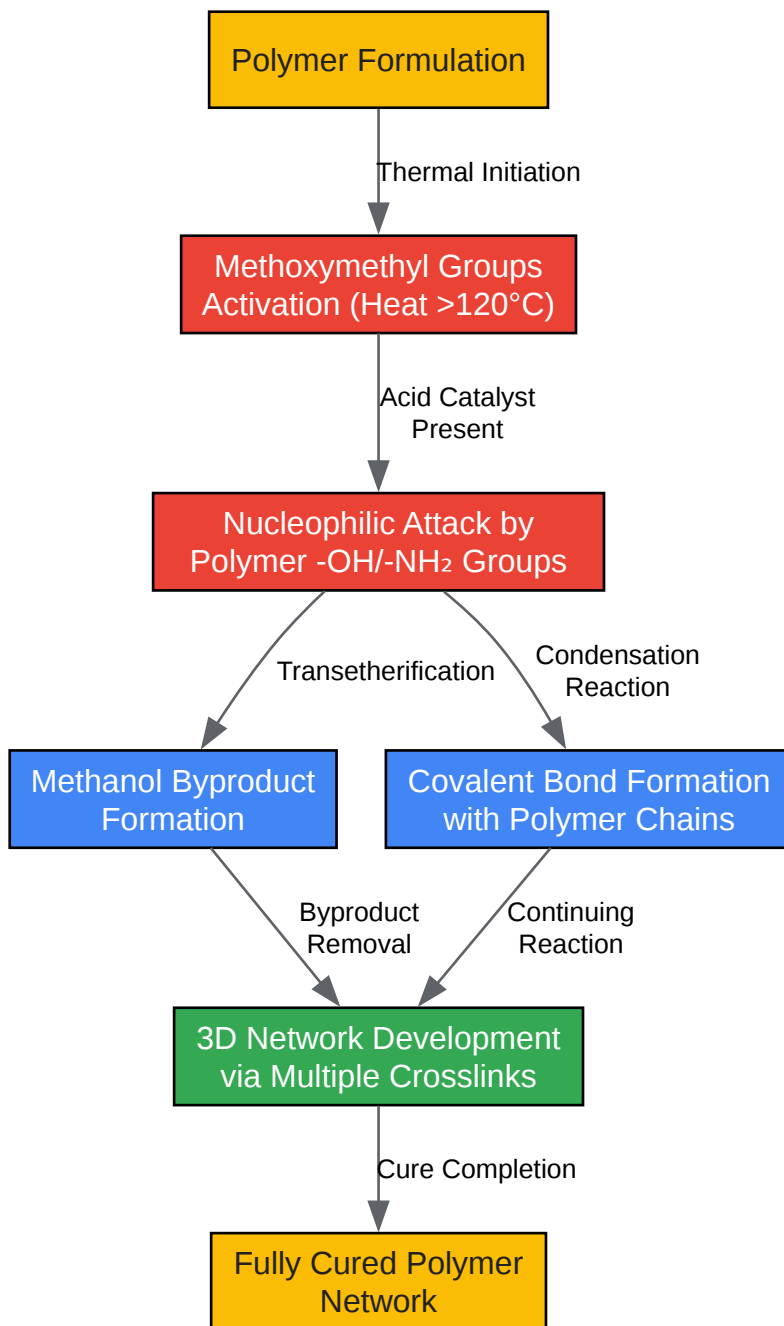 Polymer Formulation
Thermal Initiation
Methoxymethyl Groups
Activation (Heat >120°C)
Acid Catalyst
Present
Nucleophilic Attack by
Polymer -OH/-NH₂ Groups
Transetherification
Condensation
Reaction
Methanol Byproduct
Formation
Covalent Bond Formation
with Polymer Chains
Byproduct
Removal
Continuing
Reaction
3D Network Development
via Multiple Crosslinks
Cure Completion
Fully Cured Polymer
Network